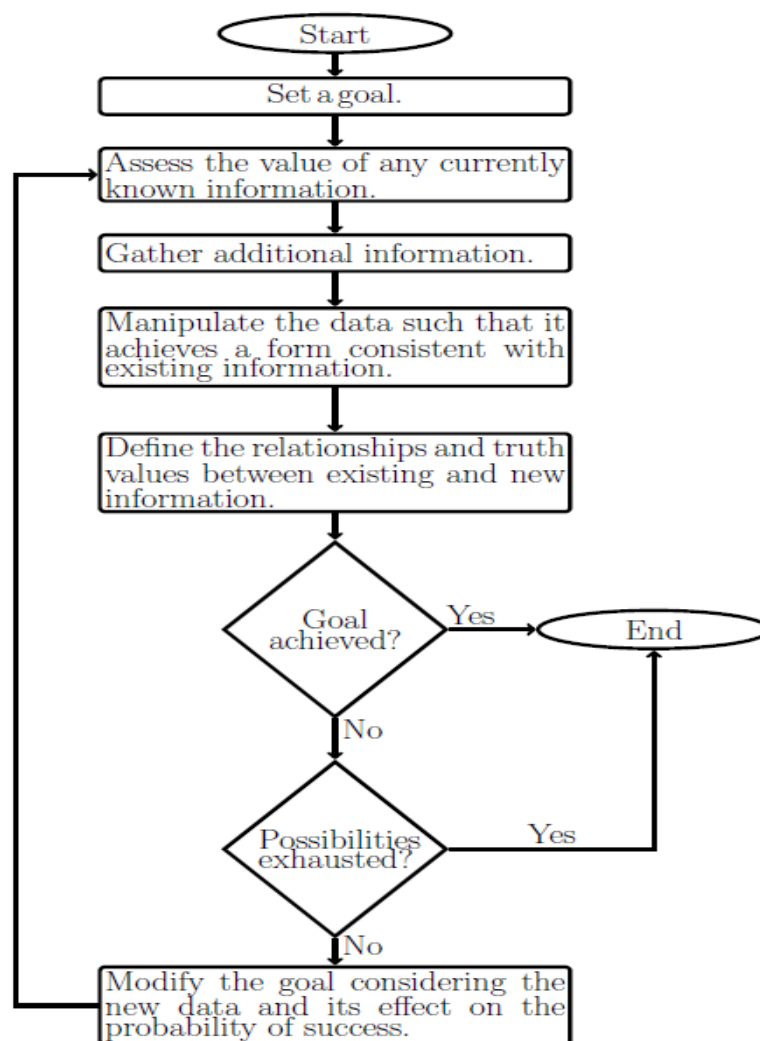 Start
Set a goal.
Assess the value of any currently
known information.
Gather additional information.
Manipulate the data such that it
achieves a form consistent with
existing information.
Define the relationships and truth
values between existing and new
information.
Goal
achieved?
Yes
End
No
Possibilities
exhausted?
Yes
No
Modify the goal considering the
new data and its effect on the
probability of success.